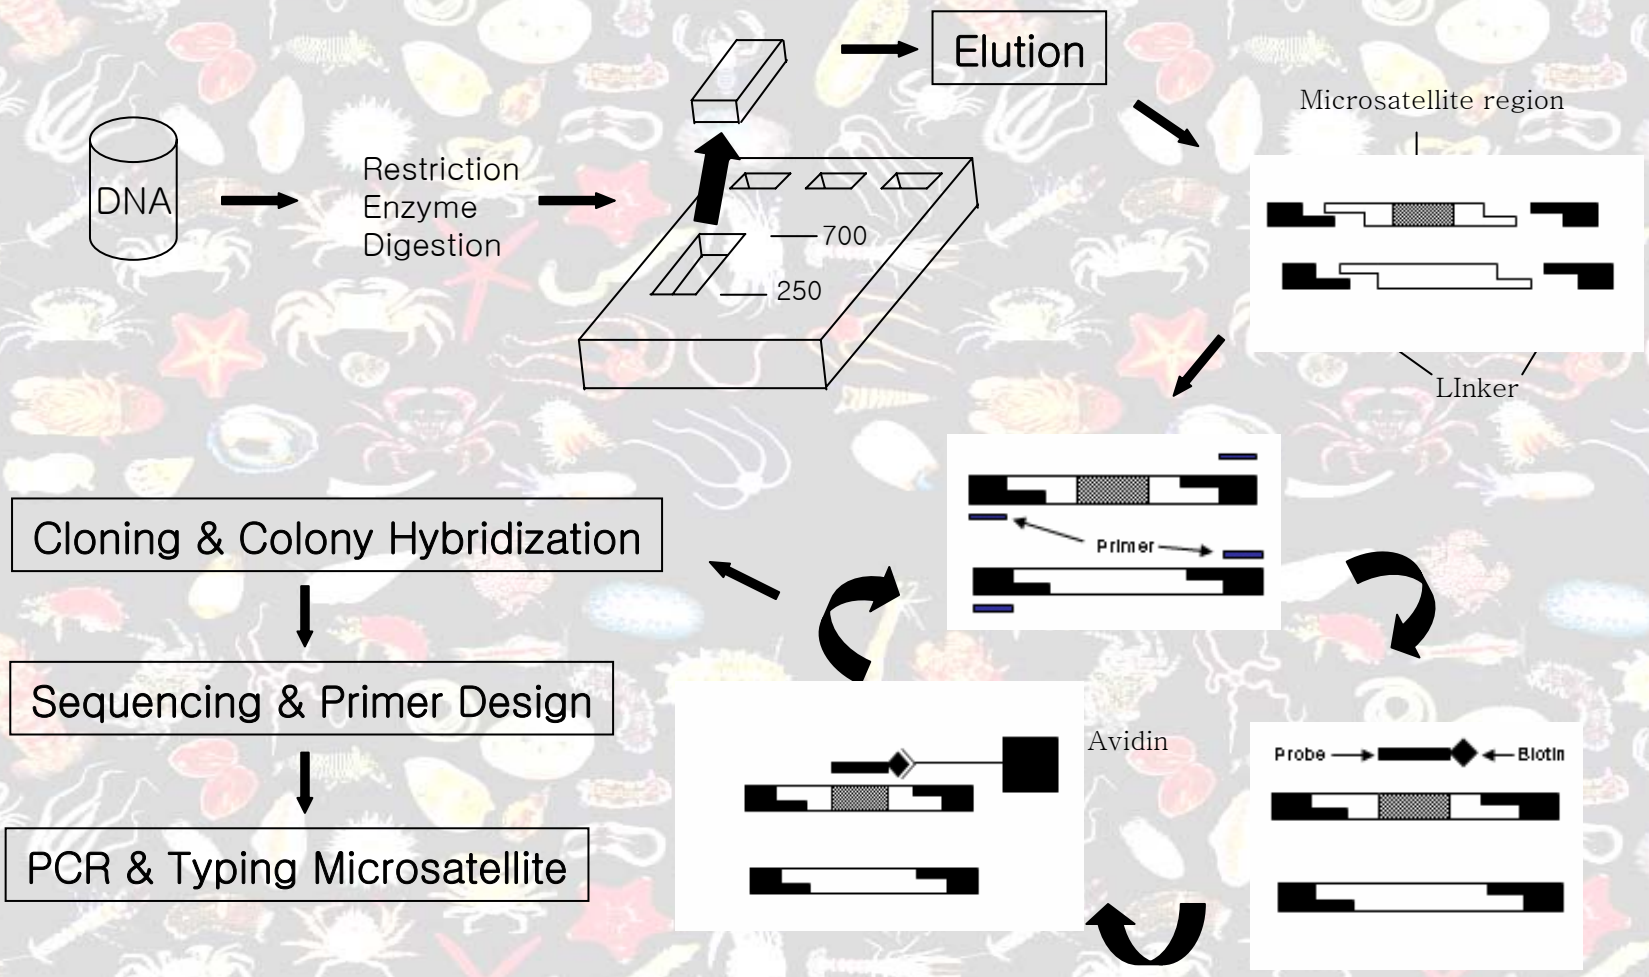 Elution
Microsatellite region
DNA
Restriction
Enzyme
Digestion
700
250
LInker
Primer
Cloning & Colony Hybridization
Sequencing & Primer Design
PCR & Typing Microsatellite
Avidin
Probe
Biotin